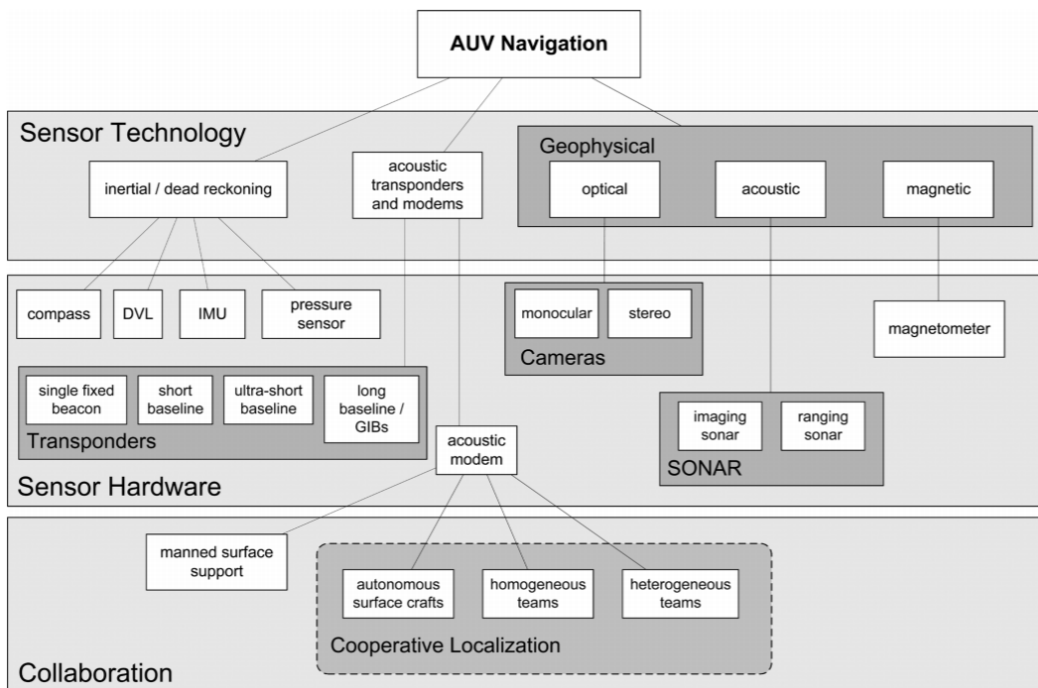 AUV Navigation
Sensor Technology
inertial / dead reckoning
acoustic
transponders
and modems
Geophysical
optical
acoustic
magnetic
compass
DVL
IMU
pressure
sensor
monocular
stereo
Cameras
magnetometer
single fixed
beacon
short
baseline
ultra-short
baseline
long
baseline /
GIBs
Transponders
acoustic
modem
imaging
sonar
ranging
sonar
SONAR
Sensor Hardware
manned surface
support
autonomous
surface crafts
homogeneous
teams
heterogeneous
teams
Cooperative Localization
Collaboration